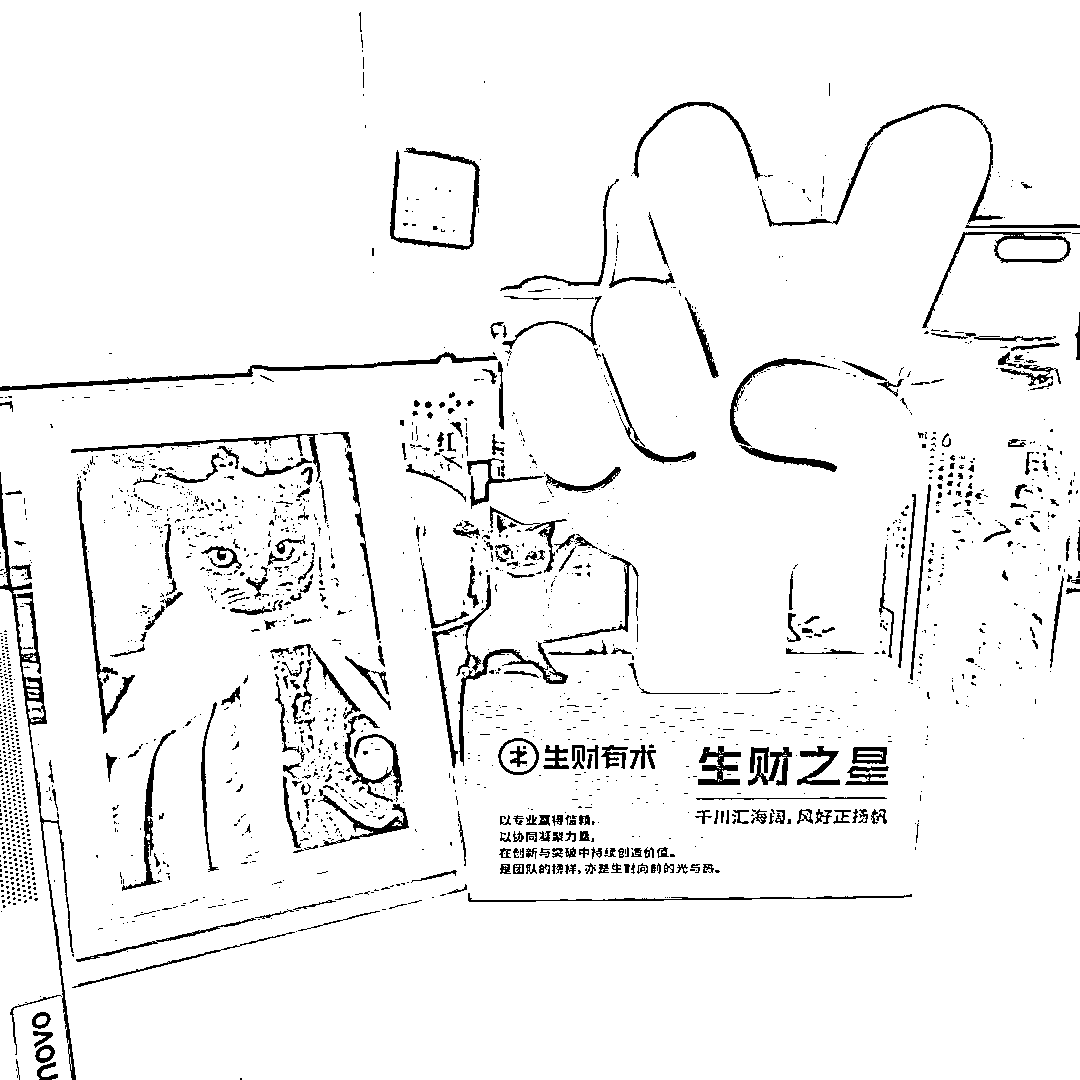 红
生财有术
生财之星
千川汇海阔，风好正扬帆
以专业赢得信赖，
以协同凝聚力量，
在创新与突破中持续创造价值。
是团队的榜样，亦是生财向前的光与路。
novo